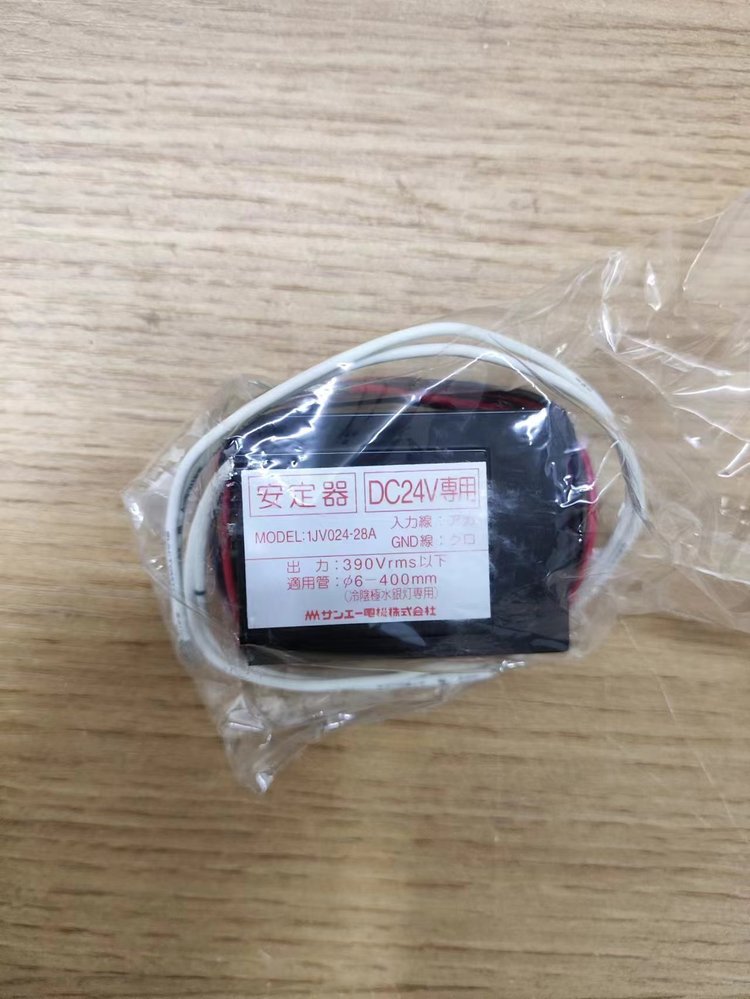 安定器 DC24V専用
MODEL:1JV024-28A
入力線:アカ
GND線:クロ
出 力:390Vrms以下
適用管:φ6-400mm
(冷陰極水銀灯専用)
サンエー電機株式会社